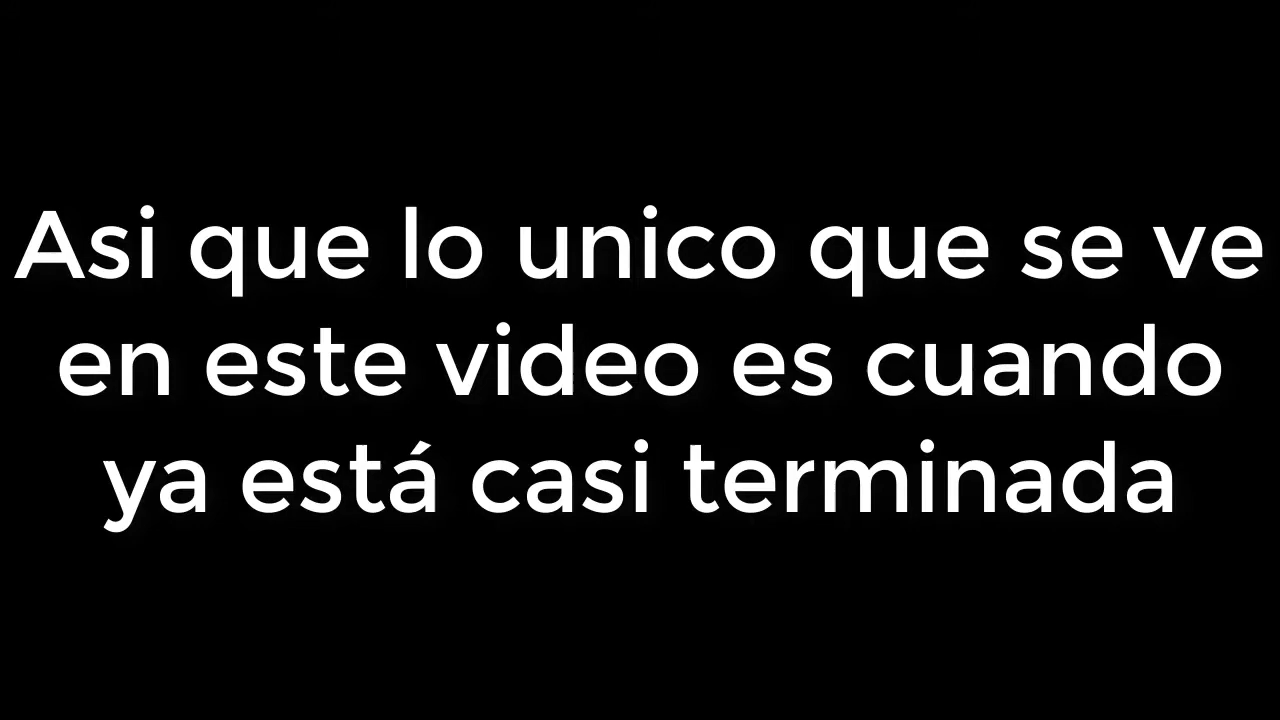 Asi que lo unico que se ve
en este video es cuando
ya está casi terminada